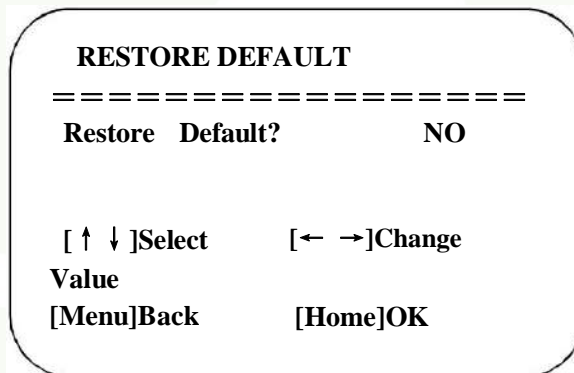 RESTORE DEFAULT
=================
Restore Default? NO
[↑ ↓]Select [← →]Change
Value
[Menu]Back [Home]OK